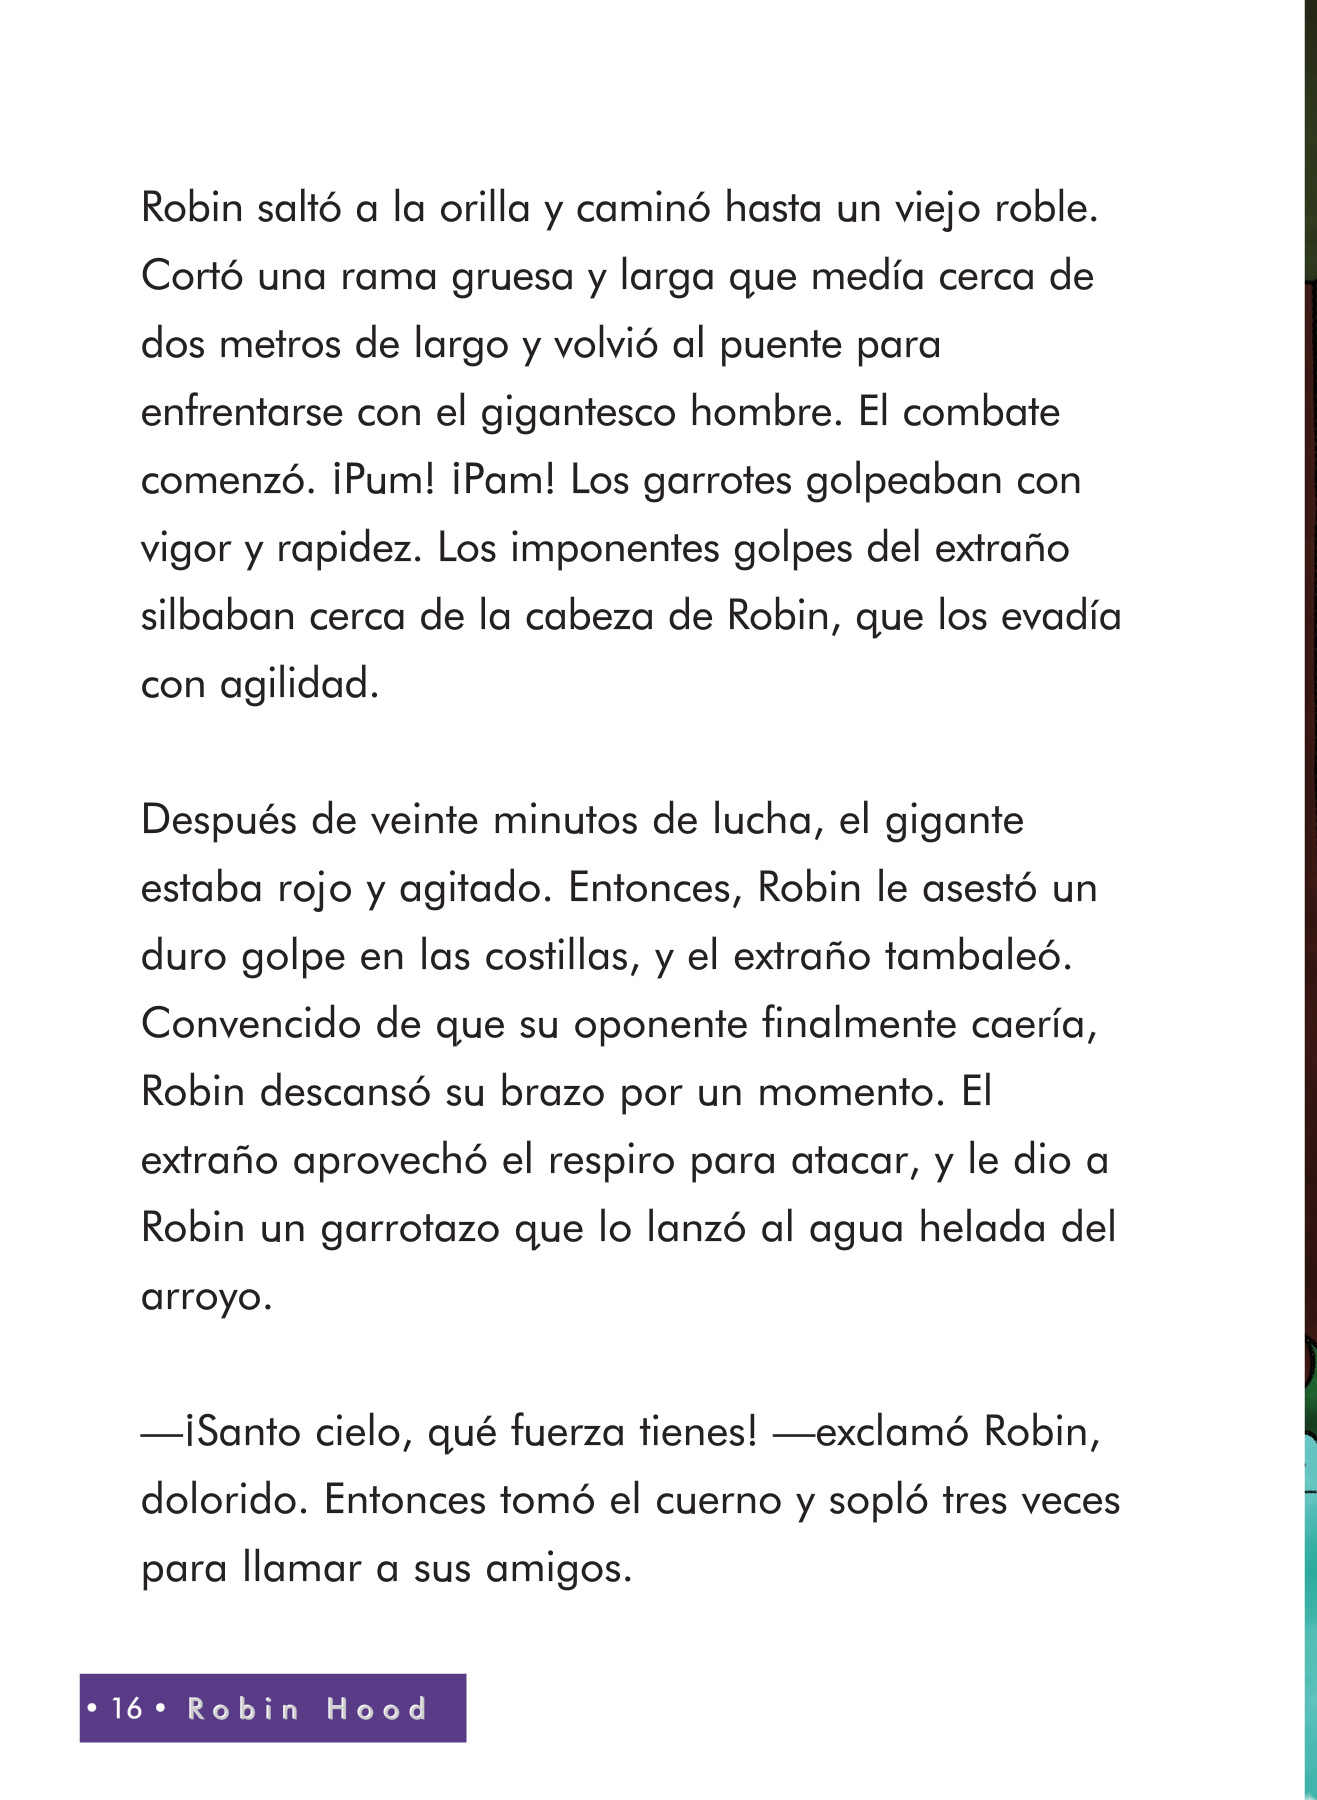 Robin saltó a la orilla y caminó hasta un viejo roble.
Cortó una rama gruesa y larga que medía cerca de
dos metros de largo y volvió al puente para
enfrentarse con el gigantesco hombre. El combate
comenzó. ¡Pum! ¡Pam! Los garrotes golpeaban con
vigor y rapidez. Los imponentes golpes del extraño
silbaban cerca de la cabeza de Robin, que los evadía
con agilidad.
Después de veinte minutos de lucha, el gigante
estaba rojo y agitado. Entonces, Robin le asestó un
duro golpe en las costillas, y el extraño tambaleó.
Convencido de que su oponente finalmente caería,
Robin descansó su brazo por un momento. El
extraño aprovechó el respiro para atacar, y le dio a
Robin un garrotazo que lo lanzó al agua helada del
arroyo.
—¡Santo cielo, qué fuerza tienes! —exclamó Robin,
dolorido. Entonces tomó el cuerno y sopló tres veces
para llamar a sus amigos.
• 16 • Robin Hood